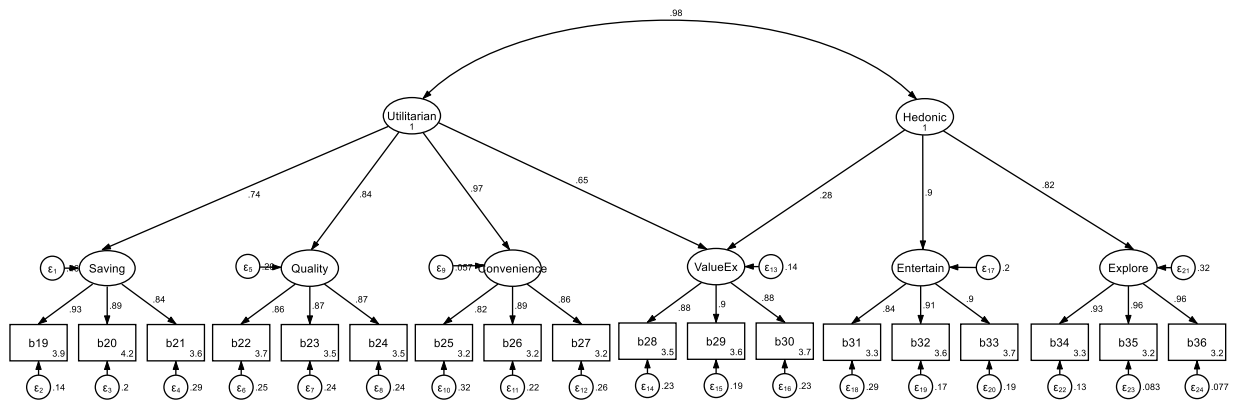 .98
Utilitarian
1
Hedonic
1
.74
.84
.97
.65
.28
.9
.82
ε1
Saving
ε5
Quality
ε9
.057
Convenience
ValueEx
ε13
.14
Entertain
ε17
.2
Explore
ε21
.32
.93
.89
.84
.86
.87
.87
.82
.89
.86
.88
.9
.88
.84
.91
.9
.93
.96
.96
b19
3.9
b20
4.2
b21
3.6
b22
3.7
b23
3.5
b24
3.5
b25
3.2
b26
3.2
b27
3.2
b28
3.5
b29
3.6
b30
3.7
b31
3.3
b32
3.6
b33
3.7
b34
3.3
b35
3.2
b36
3.2
ε2 .14
ε3 .2
ε4 .29
ε6 .25
ε7 .24
ε8 .24
ε10 .32
ε11 .22
ε12 .26
ε14 .23
ε15 .19
ε16 .23
ε18 .29
ε19 .17
ε20 .19
ε22 .13
ε23 .083
ε24 .077